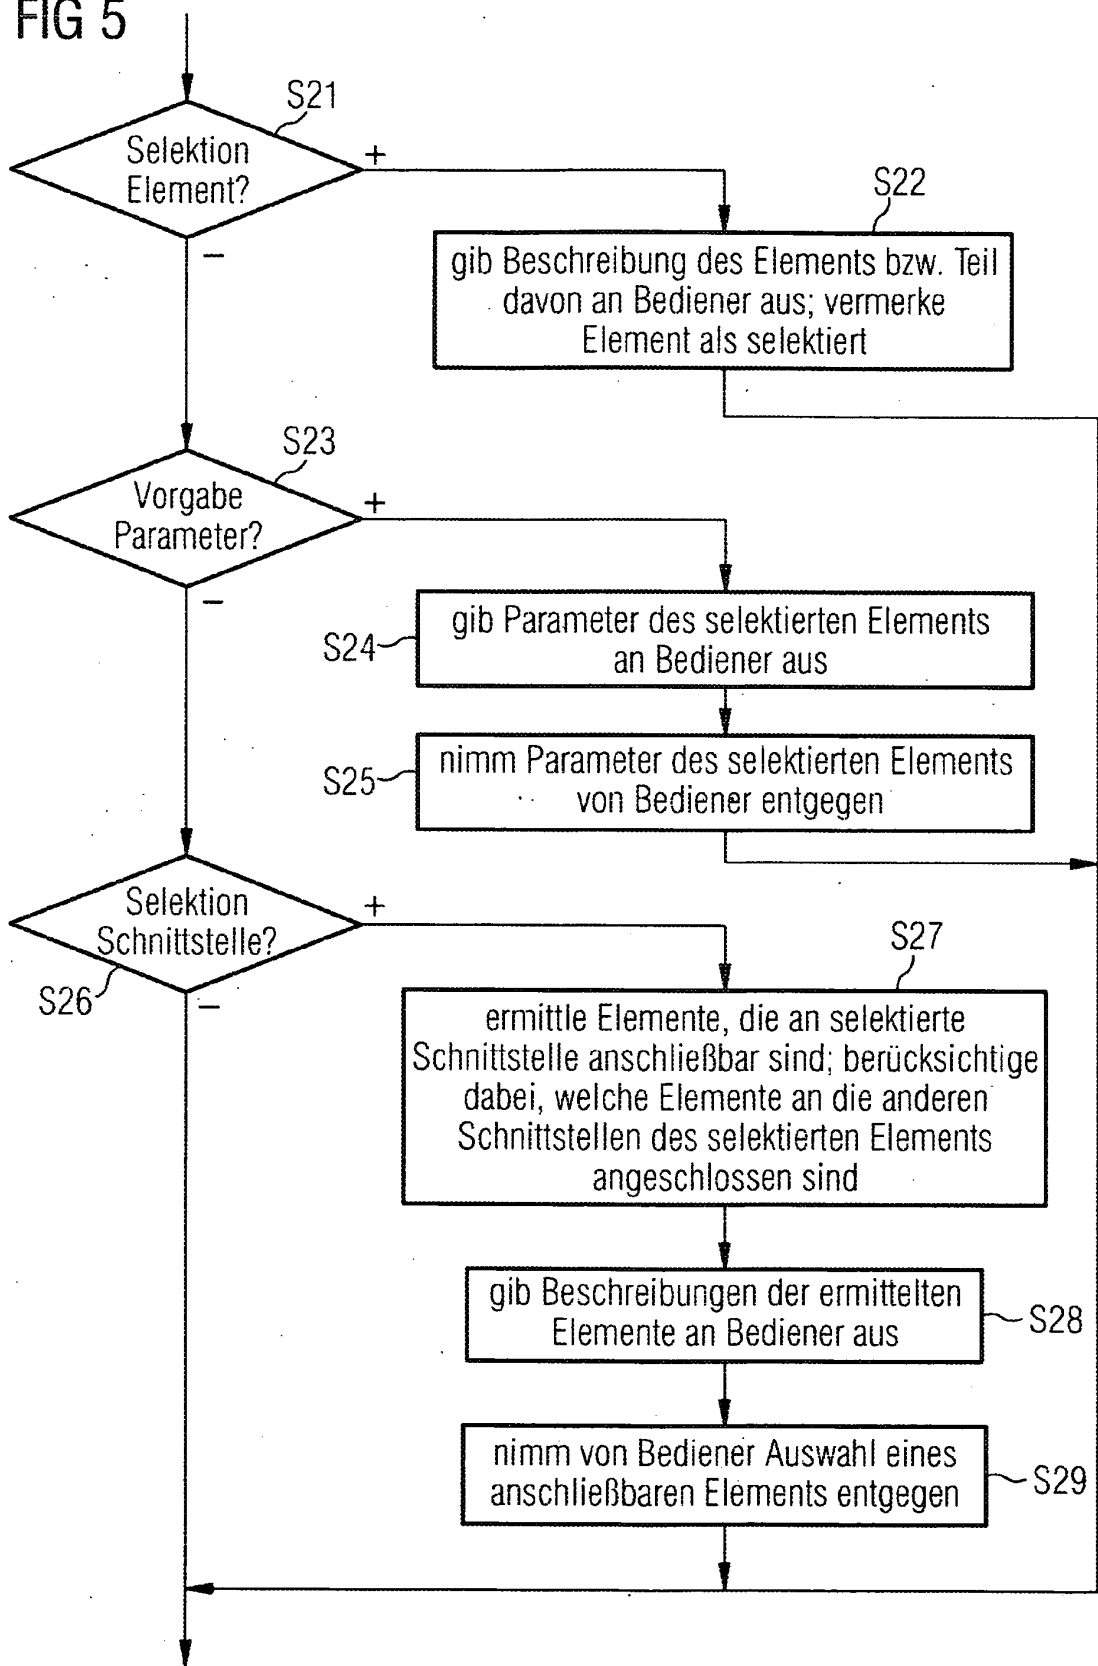 FIG 5
S21
Selektion
Element?
+
–
S22
gib Beschreibung des Elements bzw. Teil
davon an Bediener aus; vermerke
Element als selektiert
S23
Vorgabe
Parameter?
+
–
S24
gib Parameter des selektierten Elements
an Bediener aus
S25
nimm Parameter des selektierten Elements
von Bediener entgegen
Selektion
Schnittstelle?
+
S26
–
S27
ermittle Elemente, die an selektierte
Schnittstelle anschließbar sind; berücksichtige
dabei, welche Elemente an die anderen
Schnittstellen des selektierten Elements
angeschlossen sind
gib Beschreibungen der ermittelten
Elemente an Bediener aus
S28
nimm von Bediener Auswahl eines
anschließbaren Elements entgegen
S29